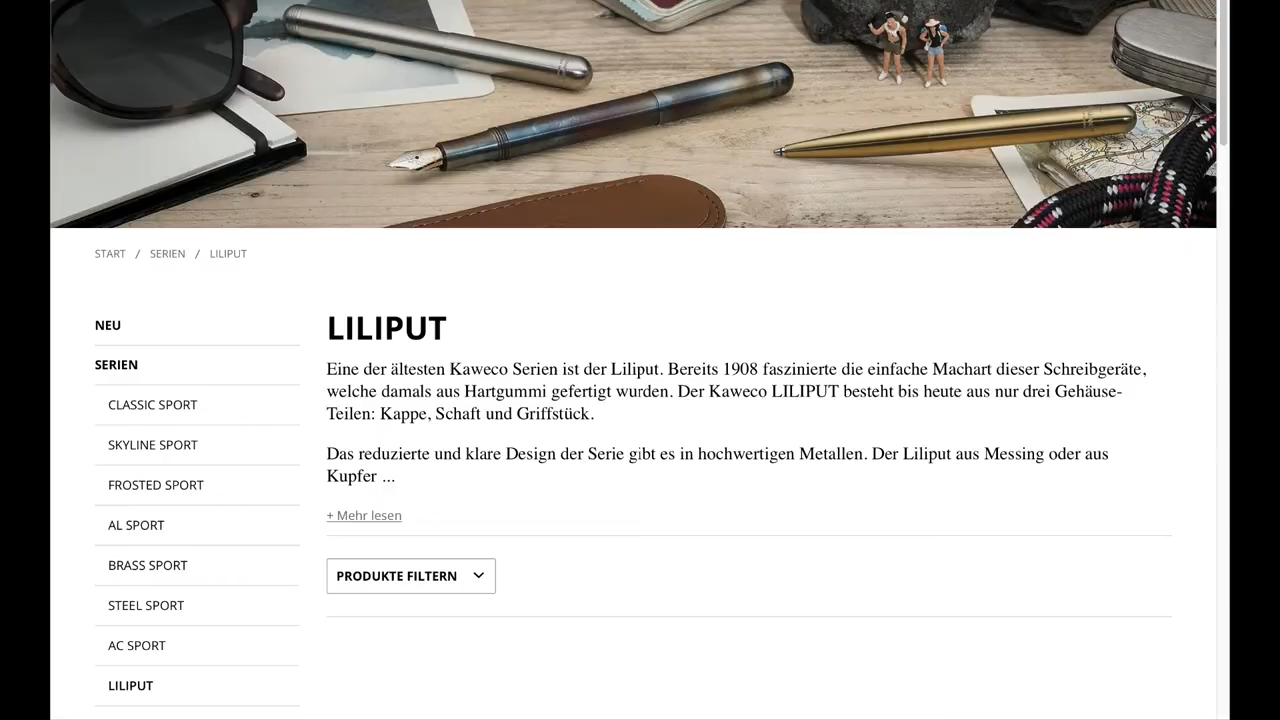 START / SERIEN / LILIPUT
NEU
SERIEN
CLASSIC SPORT
SKYLINE SPORT
FROSTED SPORT
AL SPORT
BRASS SPORT
STEEL SPORT
AC SPORT
LILIPUT
LILIPUT
Eine der ältesten Kaweco Serien ist der Liliput. Bereits 1908 faszinierte die einfache Machart dieser Schreibgeräte,
welche damals aus Hartgummi gefertigt wurden. Der Kaweco LILIPUT besteht bis heute aus nur drei Gehäuse-
Teilen: Kappe, Schaft und Griffstück.
Das reduzierte und klare Design der Serie gibt es in hochwertigen Metallen. Der Liliput aus Messing oder aus
Kupfer ...
+ Mehr lesen
PRODUKTE FILTERN